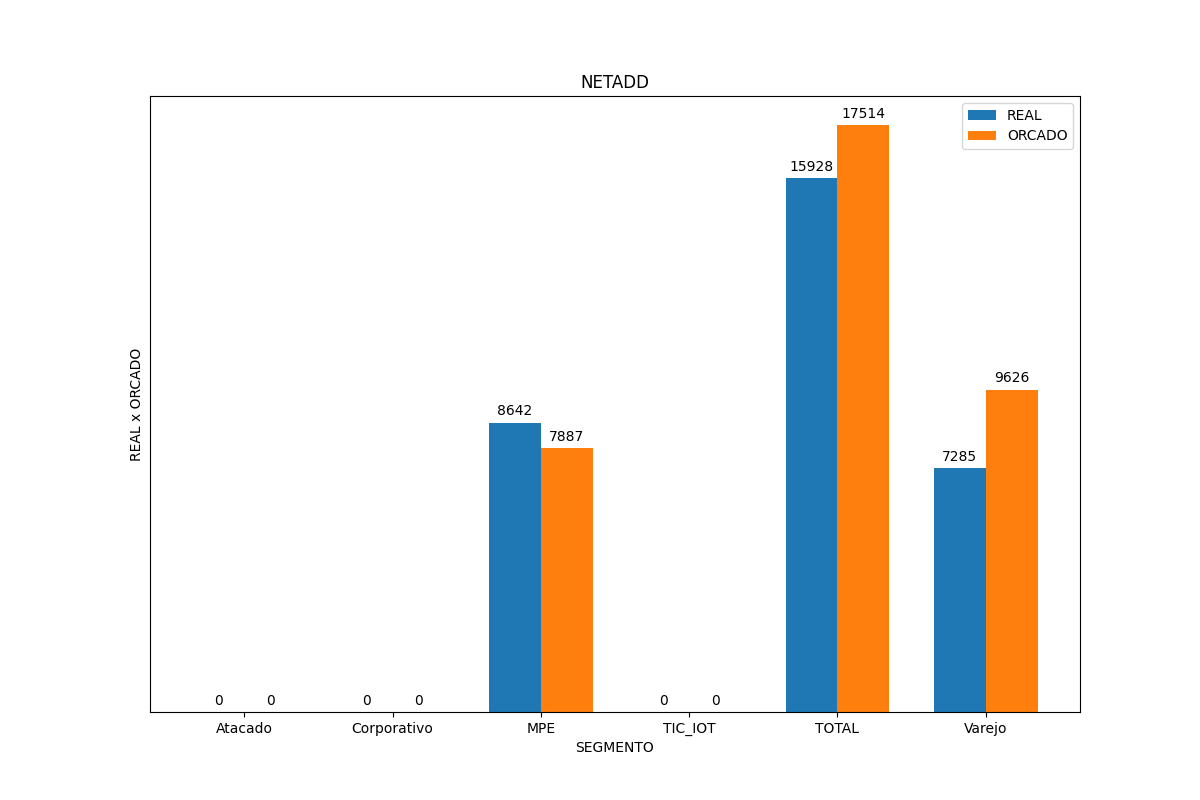 NETADD
REAL
ORCADO
17514
15928
9626
8642
7887
7285
0 0 0 0 0 0
Atacado Corporativo MPE TIC_IOT TOTAL Varejo
SEGMENTO
REAL x ORCADO